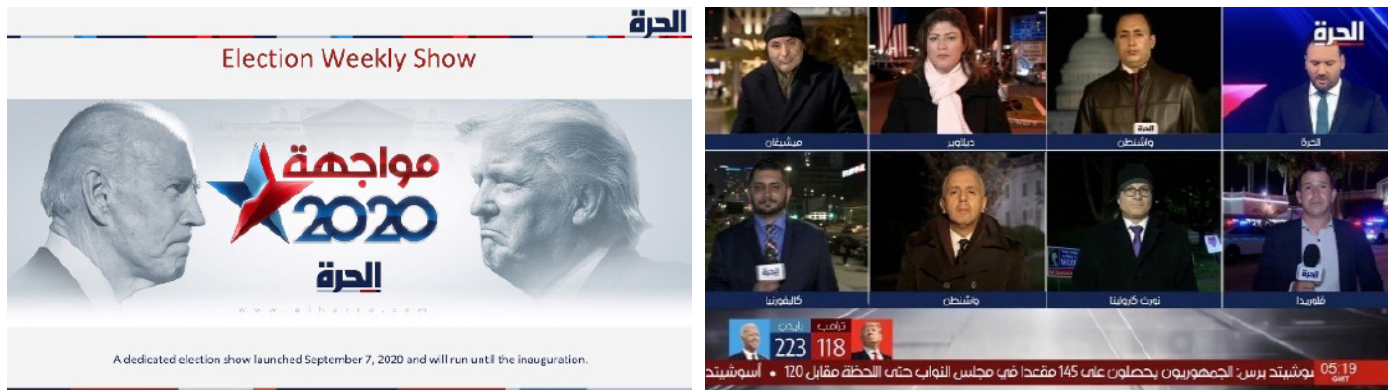 الحرة
Election Weekly Show
مواجهة
2020
الحرة
www.alhurra.com
A dedicated election show launched September 7, 2020 and will run until the inauguration.
الحرة
ميشيغان
ديلاوير
واشنطن
الحرة
كاليفورنيا
واشنطن
نورث كارولينا
فلوريدا
بايدن
ترامب
223
118
وشيتد برس: الجمهوريون يحصلون على 145 مقعدا في مجلس النواب حتى اللحظة مقابل 120 • أسوشيتد
05:19
GMT